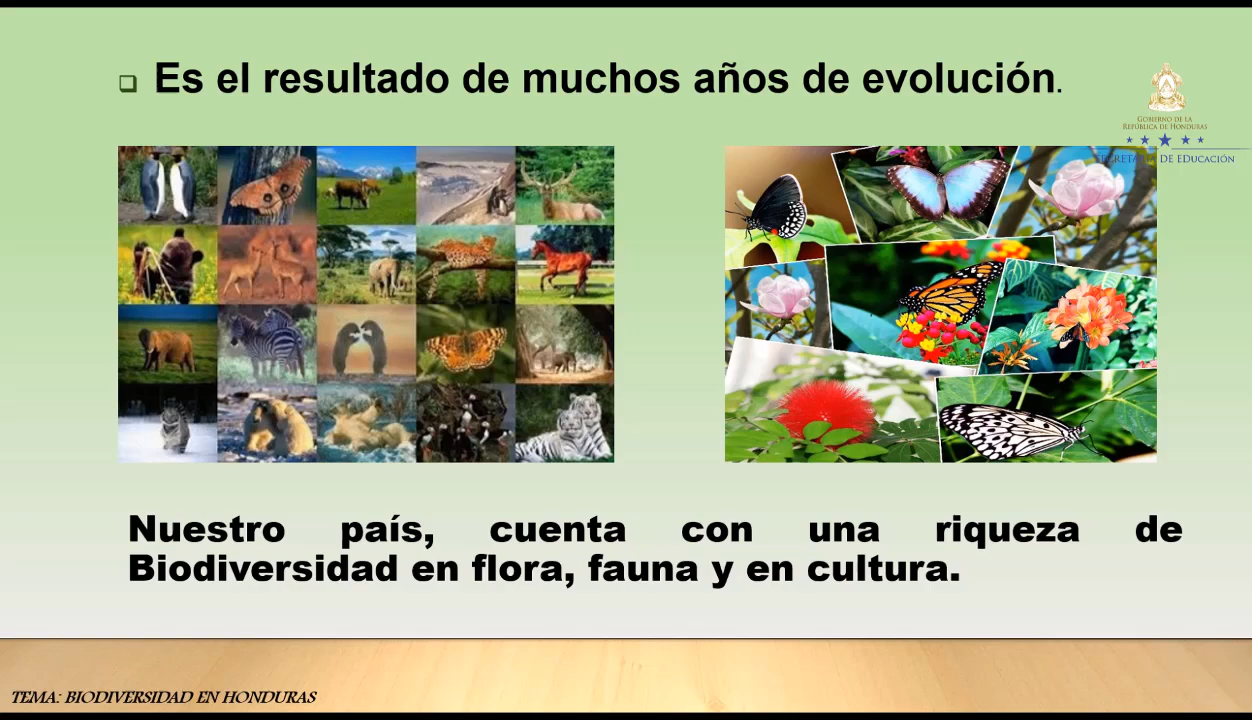 Es el resultado de muchos años de evolución.
GOBIERNO DE LA
REPÚBLICA DE HONDURAS
SECRETARÍA DE EDUCACIÓN
Nuestro país, cuenta con una riqueza de
Biodiversidad en flora, fauna y en cultura.
TEMA: BIODIVERSIDAD EN HONDURAS